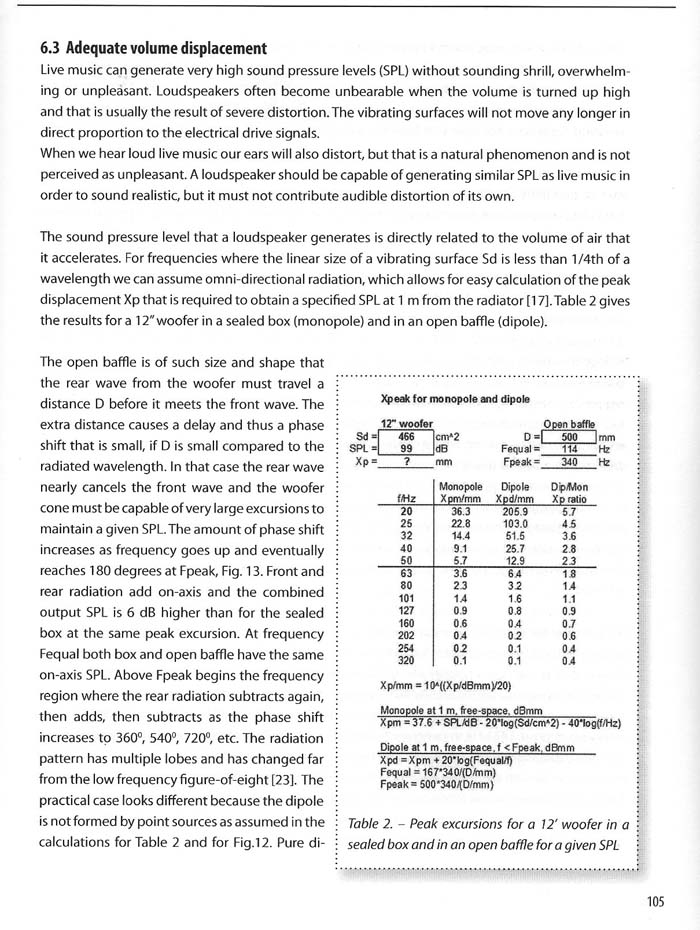 6.3 Adequate volume displacement
Live music can generate very high sound pressure levels (SPL) without sounding shrill, overwhelm-
ing or unpleasant. Loudspeakers often become unbearable when the volume is turned up high
and that is usually the result of severe distortion. The vibrating surfaces will not move any longer in
direct proportion to the electrical drive signals.
When we hear loud live music our ears will also distort, but that is a natural phenomenon and is not
perceived as unpleasant. A loudspeaker should be capable of generating similar SPL as live music in
order to sound realistic, but it must not contribute audible distortion of its own.
The sound pressure level that a loudspeaker generates is directly related to the volume of air that
it accelerates. For frequencies where the linear size of a vibrating surface Sd is less than 1/4th of a
wavelength we can assume omni-directional radiation, which allows for easy calculation of the peak
displacement Xp that is required to obtain a specified SPL at 1 m from the radiator [17]. Table 2 gives
the results for a 12" woofer in a sealed box (monopole) and in an open baffle (dipole).
The open baffle is of such size and shape that
the rear wave from the woofer must travel a
distance D before it meets the front wave. The
extra distance causes a delay and thus a phase
shift that is small, if D is small compared to the
radiated wavelength. In that case the rear wave
nearly cancels the front wave and the woofer
cone must be capable of very large excursions to
maintain a given SPL. The amount of phase shift
increases as frequency goes up and eventually
reaches 180 degrees at Fpeak, Fig. 13. Front and
rear radiation add on-axis and the combined
output SPL is 6 dB higher than for the sealed
box at the same peak excursion. At frequency
Fequal both box and open baffle have the same
on-axis SPL. Above Fpeak begins the frequency
region where the rear radiation subtracts again,
then adds, then subtracts as the phase shift
increases to 360⁰, 540⁰, 720⁰, etc. The radiation
pattern has multiple lobes and has changed far
from the low frequency figure-of-eight [23]. The
practical case looks different because the dipole
is not formed by point sources as assumed in the
calculations for Table 2 and for Fig.12. Pure di-
Xpeak for monopole and dipole
12" woofer Open baffle
Sd = 466 cm^2 D = 500 mm
SPL = 99 dB Fequal = 114 Hz
Xp = ? mm Fpeak = 340 Hz
Monopole Dipole Dip/Mon
f/Hz Xpm/mm Xpd/mm Xp ratio
20 36.3 205.9 5.7
25 22.8 103.0 4.5
32 14.4 51.5 3.6
40 9.1 25.7 2.8
50 5.7 12.9 2.3
63 3.6 6.4 1.8
80 2.3 3.2 1.4
101 1.4 1.6 1.1
127 0.9 0.8 0.9
160 0.6 0.4 0.7
202 0.4 0.2 0.6
254 0.2 0.1 0.4
320 0.1 0.1 0.4
Xp/mm = 10^((Xp/dBmm)/20)
Monopole at 1 m, free-space, dBmm
Xpm = 37.6 + SPL/dB - 20*log(Sd/cm^2) - 40*log(f/Hz)
Dipole at 1 m, free-space, f < Fpeak, dBmm
Xpd = Xpm + 20*log(Fequal/f)
Fequal = 167*340/(D/mm)
Fpeak = 500*340/(D/mm)
Table 2. – Peak excursions for a 12' woofer in a
sealed box and in an open baffle for a given SPL
105